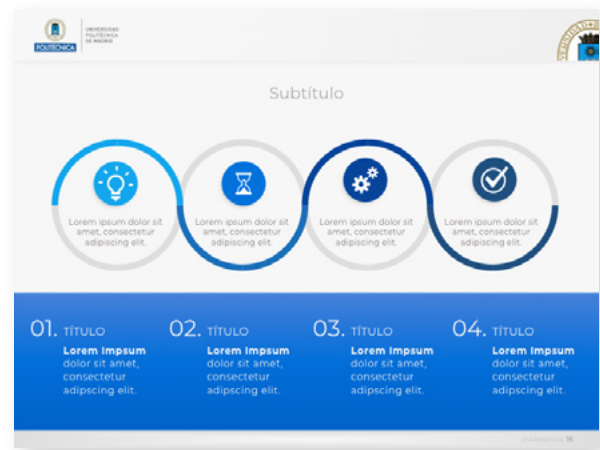 POLITÉCNICA
UNIVERSIDAD
POLITÉCNICA
DE MADRID
Subtítulo
Lorem ipsum dolor sit
amet, consectetur
adipiscing elit.
Lorem ipsum dolor sit
amet, consectetur
adipiscing elit.
Lorem ipsum dolor sit
amet, consectetur
adipiscing elit.
Lorem ipsum dolor sit
amet, consectetur
adipiscing elit.
01. TÍTULO
Lorem Impsum
dolor sit amet,
consectetur
adipscing elit.
02. TÍTULO
Lorem Impsum
dolor sit amet,
consectetur
adipscing elit.
03. TÍTULO
Lorem Impsum
dolor sit amet,
consectetur
adipscing elit.
04. TÍTULO
Lorem Impsum
dolor sit amet,
consectetur
adipscing elit.
DIAPOSITIVA 16